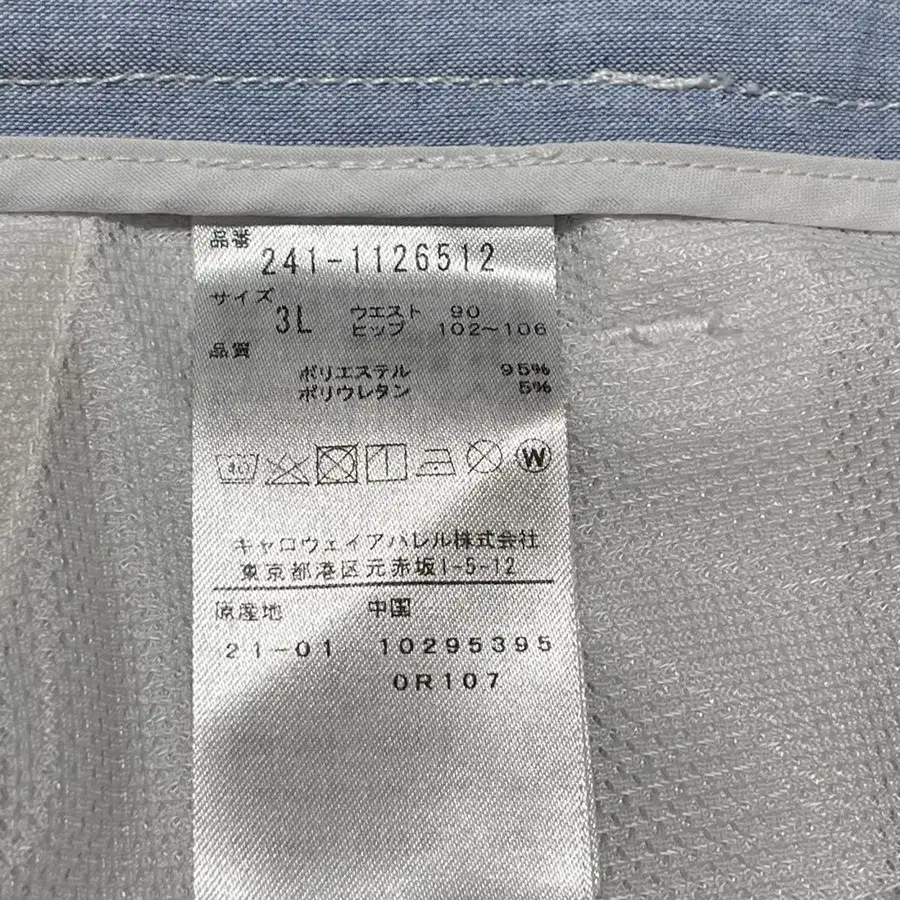 品番
241-1126512
サイズ
3L ウエスト 90
ヒップ 102~106
品質
ポリエステル 95%
ポリウレタン 5%
40
W
キャロウェイアパレル株式会社
東京都港区元赤坂1-5-12
原産地 中国
21-01 10295395
0R107